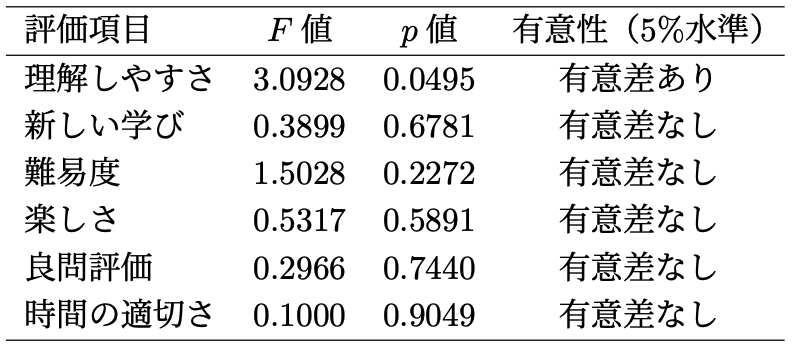 評価項目 F 値 p 値 有意性（5%水準）
理解しやすさ 3.0928 0.0495 有意差あり
新しい学び 0.3899 0.6781 有意差なし
難易度 1.5028 0.2272 有意差なし
楽しさ 0.5317 0.5891 有意差なし
良問評価 0.2966 0.7440 有意差なし
時間の適切さ 0.1000 0.9049 有意差なし